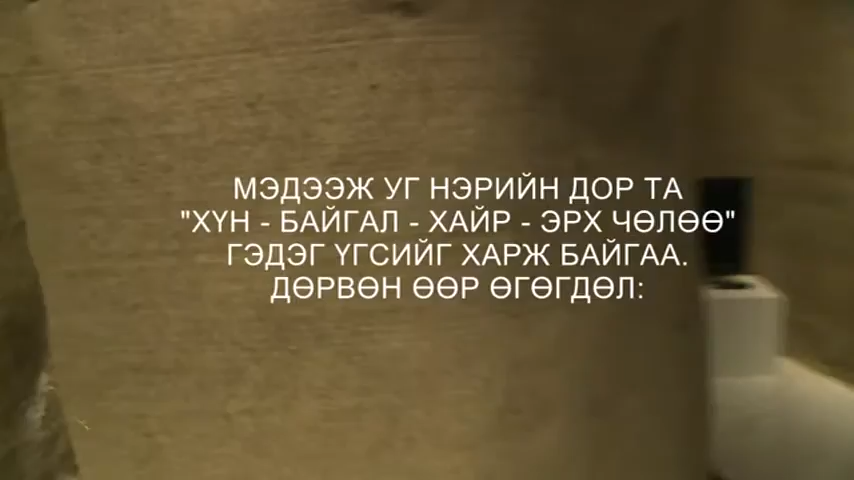 МЭДЭЭЖ УГ НЭРИЙН ДОР ТА
"ХҮН - БАЙГАЛ - ХАЙР - ЭРХ ЧӨЛӨӨ"
ГЭДЭГ ҮГСИЙГ ХАРЖ БАЙГАА.
ДӨРВӨН ӨӨР ӨГӨГДӨЛ: